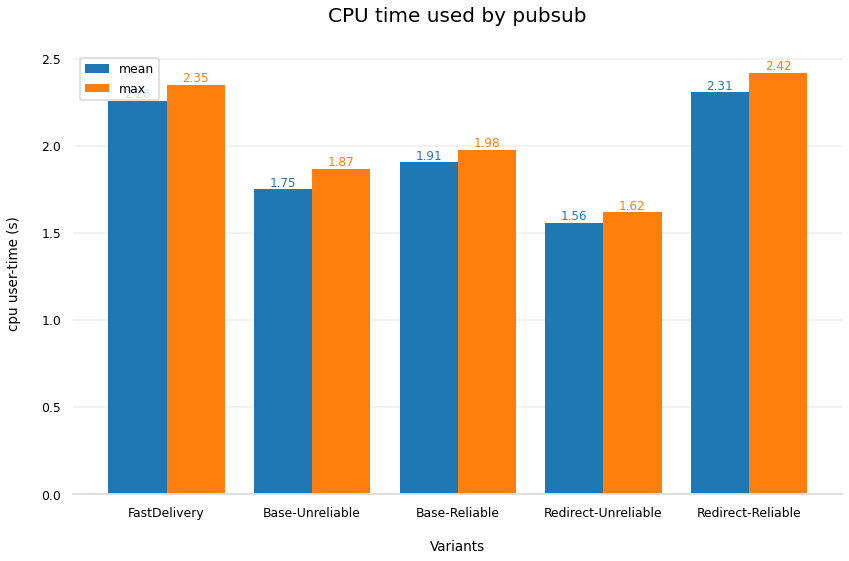 CPU time used by pubsub
mean
max
2.35
1.75
1.87
1.91
1.98
1.56
1.62
2.31
2.42
2.5
2.0
1.5
1.0
0.5
0.0
cpu user-time (s)
FastDelivery
Base-Unreliable
Base-Reliable
Redirect-Unreliable
Redirect-Reliable
Variants